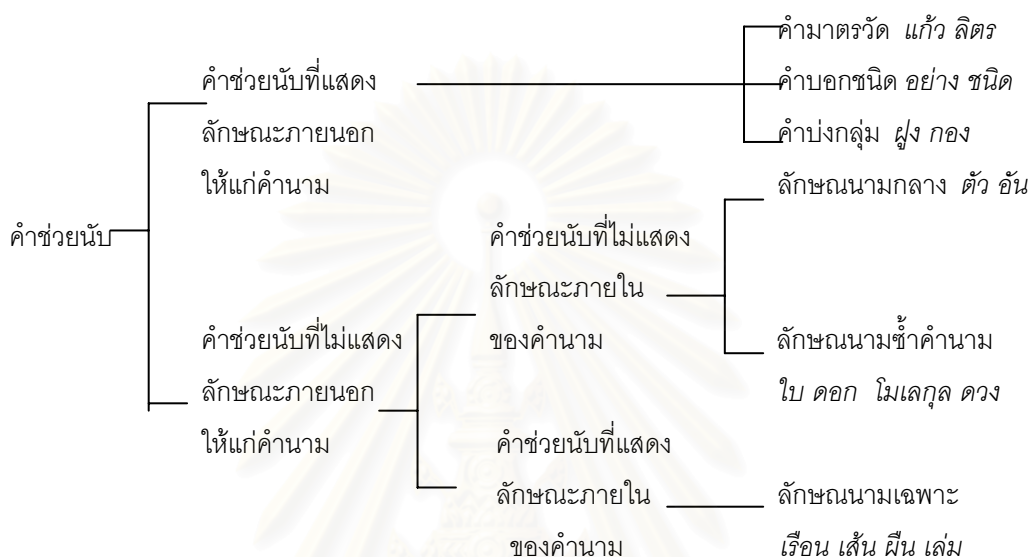 คำมาตรวัด แก้ว ลิตร
คำช่วยนับที่แสดง
ลักษณะภายนอก
ให้แก่คำนาม
คำบอกชนิด อย่าง ชนิด
คำบ่งกลุ่ม ฝูง กอง
คำช่วยนับ
คำช่วยนับที่ไม่แสดง
ลักษณะภายนอก
ให้แก่คำนาม
คำช่วยนับที่ไม่แสดง
ลักษณะภายใน
ของคำนาม
ลักษณนามกลาง ตัว อัน
ลักษณนามซ้ำคำนาม
ใบ ดอก โมเลกุล ดวง
คำช่วยนับที่แสดง
ลักษณะภายใน
ของคำนาม
ลักษณนามเฉพาะ
เรือน เส้น ผืน เล่ม